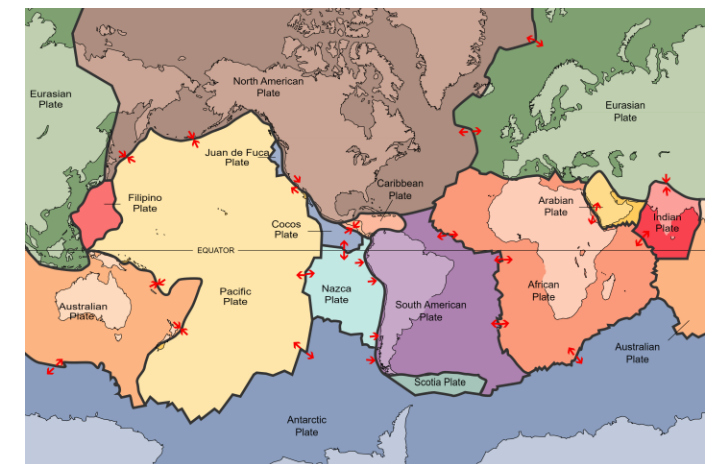 North American
Plate
Eurasian
Plate
Eurasian
Plate
Juan de Fuca
Plate
Caribbean
Plate
Filipino
Plate
Arabian
Plate
Cocos
Plate
Indian
Plate
EQUATOR
African
Plate
Pacific
Plate
Nazca
Plate
Australian
Plate
South American
Plate
Australian
Plate
Scotia Plate
Antarctic
Plate